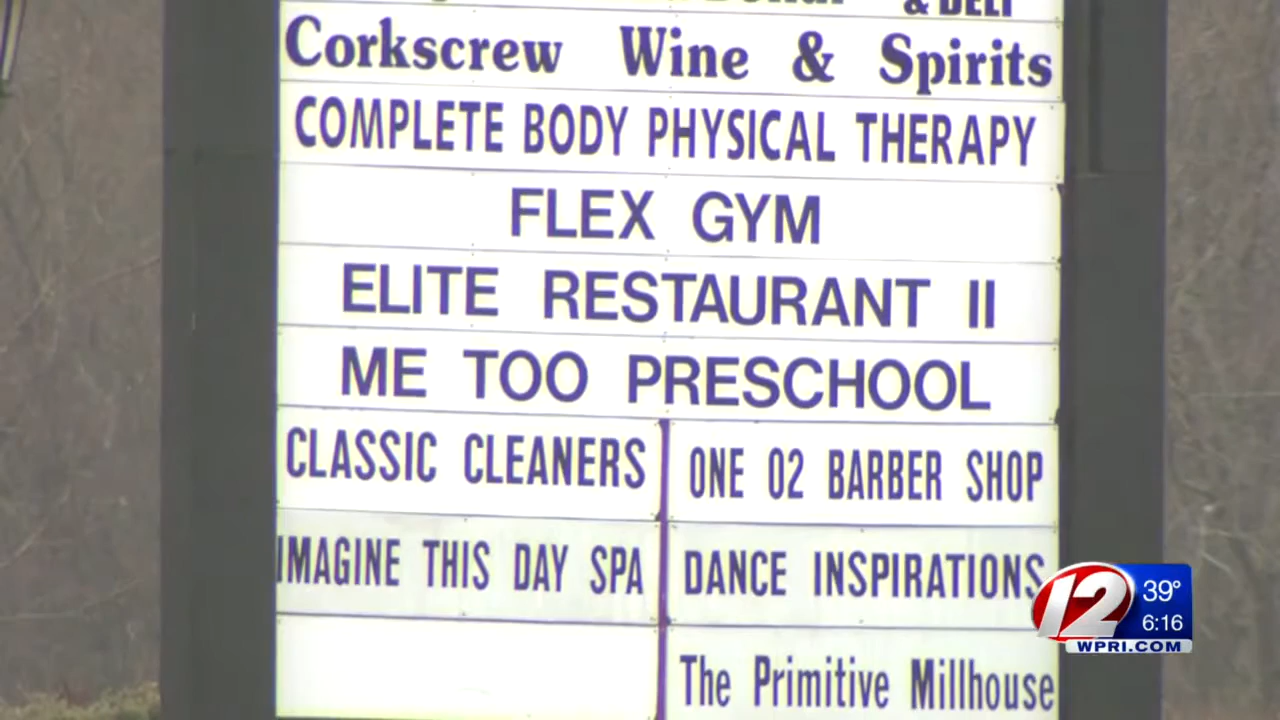 & DELI
Corkscrew Wine & Spirits
COMPLETE BODY PHYSICAL THERAPY
FLEX GYM
ELITE RESTAURANT II
ME TOO PRESCHOOL
CLASSIC CLEANERS
ONE 02 BARBER SHOP
IMAGINE THIS DAY SPA
DANCE INSPIRATIONS
The Primitive Millhouse
12
39°
6:16
WPRI.COM